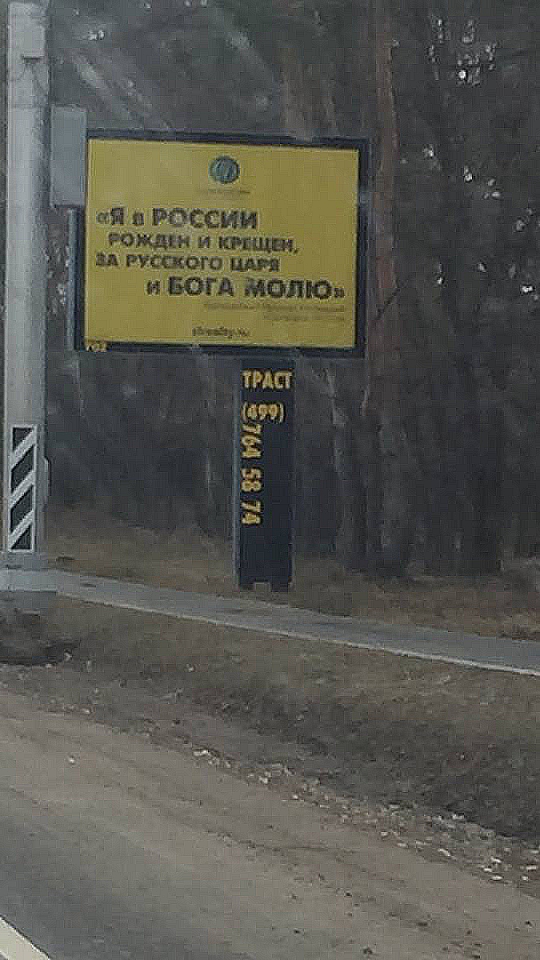 «Я в РОССИИ
РОЖДЕН И КРЕЩЕН,
ЗА РУССКОГО ЦАРЯ
И БОГА МОЛЮ»
ТРАСТ
(499)
764 58 74